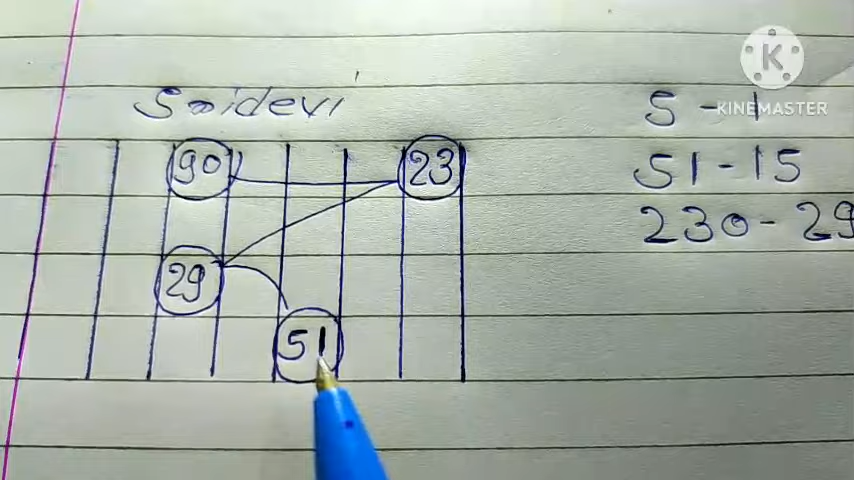 Sridevi
90 23
29
51
5 - 1
51 - 15
230 - 29
K
KINEMASTER